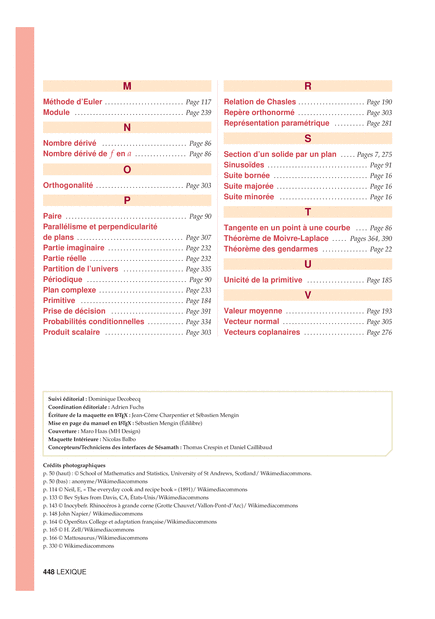 M
Méthode d'Euler ........................... Page 117
Module ..................................... Page 239
N
Nombre dérivé ............................ Page 86
Nombre dérivé de f en a ................. Page 86
O
Orthogonalité .............................. Page 303
P
Paire ......................................... Page 90
Parallélisme et perpendicularité
de plans .................................... Page 307
Partie imaginaire .......................... Page 232
Partie réelle ................................ Page 232
Partition de l'univers .................... Page 335
Périodique .................................. Page 90
Plan complexe ............................. Page 233
Primitive ................................... Page 184
Prise de décision ......................... Page 391
Probabilités conditionnelles ............ Page 334
Produit scalaire ........................... Page 303
R
Relation de Chasles ....................... Page 190
Repère orthonormé ....................... Page 303
Représentation paramétrique .......... Page 281
S
Section d'un solide par un plan ..... Pages 7, 275
Sinusoïdes .................................. Page 91
Suite bornée ................................ Page 16
Suite majorée ............................... Page 16
Suite minorée .............................. Page 16
T
Tangente en un point à une courbe .... Page 86
Théorème de Moivre-Laplace ..... Pages 364, 390
Théorème des gendarmes ............... Page 22
U
Unicité de la primitive .................... Page 185
V
Valeur moyenne ........................... Page 193
Vecteur normal ............................ Page 305
Vecteurs coplanaires ..................... Page 276
Suivi éditorial : Dominique Decobecq
Coordination éditoriale : Adrien Fuchs
Écriture de la maquette en LATEX : Jean-Côme Charpentier et Sébastien Mengin
Mise en page du manuel en LATEX : Sébastien Mengin (Édilibre)
Couverture : Maro Haas (MH Design)
Maquette Intérieure : Nicolas Balbo
Concepteurs/Techniciens des interfaces de Sésamath : Thomas Crespin et Daniel Caillibaud
Crédits photographiques
p. 50 (haut) : © School of Mathematics and Statistics, University of St Andrews, Scotland/ Wikimediacommons.
p. 50 (bas) : anonyme/Wikimediacommons
p. 114 © Neil, E, « The everyday cook and recipe book » (1891)/ Wikimediacommons
p. 133 © Bev Sykes from Davis, CA, États-Unis/Wikimediacommons
p. 143 © Inocybe/fr. Rhinocéros à grande corne (Grotte Chauvet/Vallon-Pont-d'Arc)/ Wikimediacommons
p. 148 John Napier/ Wikimediacommons
p. 164 © OpenStax College et adaptation française/Wikimediacommons
p. 165 © H. Zell/Wikimediacommons
p. 166 © Mattosaurus/Wikimediacommons
p. 330 © Wikimediacommons
448 LEXIQUE